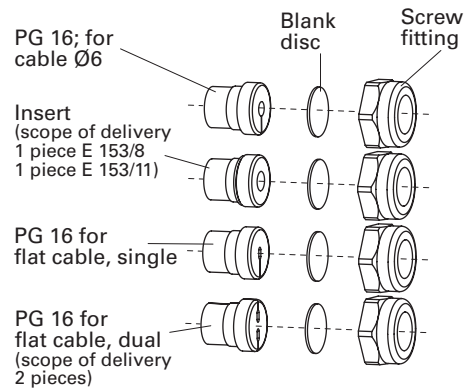 PG 16; for
cable Ø6
Blank
disc
Screw
fitting
Insert
(scope of delivery
1 piece E 153/8
1 piece E 153/11)
PG 16 for
flat cable, single
PG 16 for
flat cable, dual
(scope of delivery
2 pieces)